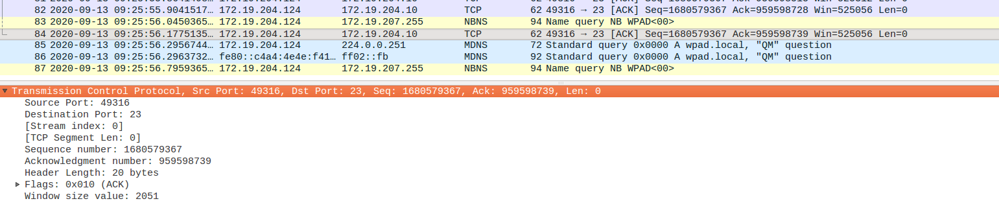 82 2020-09-13 09:25:55.9041517… 172.19.204.124 172.19.204.10 TCP 62 49316 → 23 [ACK] Seq=1680579367 Ack=959598728 Win=525056 Len=0
83 2020-09-13 09:25:56.0450365… 172.19.204.124 172.19.207.255 NBNS 94 Name query NB WPAD<00>
84 2020-09-13 09:25:56.1775135… 172.19.204.124 172.19.204.10 TCP 62 49316 → 23 [ACK] Seq=1680579367 Ack=959598739 Win=525056 Len=0
85 2020-09-13 09:25:56.2956744… 172.19.204.124 224.0.0.251 MDNS 72 Standard query 0x0000 A wpad.local, "QM" question
86 2020-09-13 09:25:56.2963732… fe80::c4a4:4e4e:f41… ff02::fb MDNS 92 Standard query 0x0000 A wpad.local, "QM" question
87 2020-09-13 09:25:56.7959365… 172.19.204.124 172.19.207.255 NBNS 94 Name query NB WPAD<00>
Transmission Control Protocol, Src Port: 49316, Dst Port: 23, Seq: 1680579367, Ack: 959598739, Len: 0
Source Port: 49316
Destination Port: 23
[Stream index: 0]
[TCP Segment Len: 0]
Sequence number: 1680579367
Acknowledgment number: 959598739
Header Length: 20 bytes
Flags: 0x010 (ACK)
Window size value: 2051